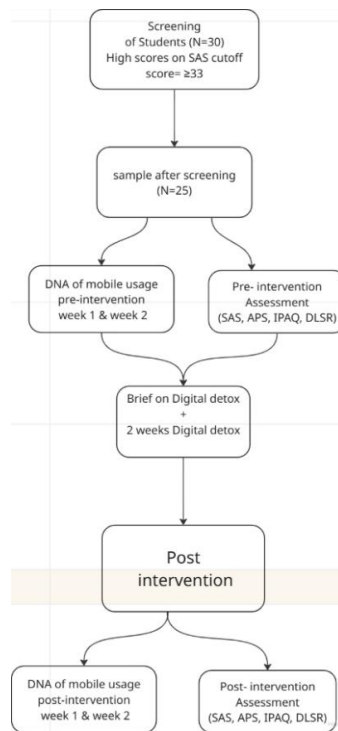 Screening
of Students (N=30)
High scores on SAS cutoff
score= ≥33
sample after screening
(N=25)
DNA of mobile usage
pre-intervention
week 1 & week 2
Pre- intervention
Assessment
(SAS, APS, IPAQ, DLSR)
Brief on Digital detox
+
2 weeks Digital detox
Post
intervention
DNA of mobile usage
post-intervention
week 1 & week 2
Post- intervention
Assessment
(SAS, APS, IPAQ, DLSR)